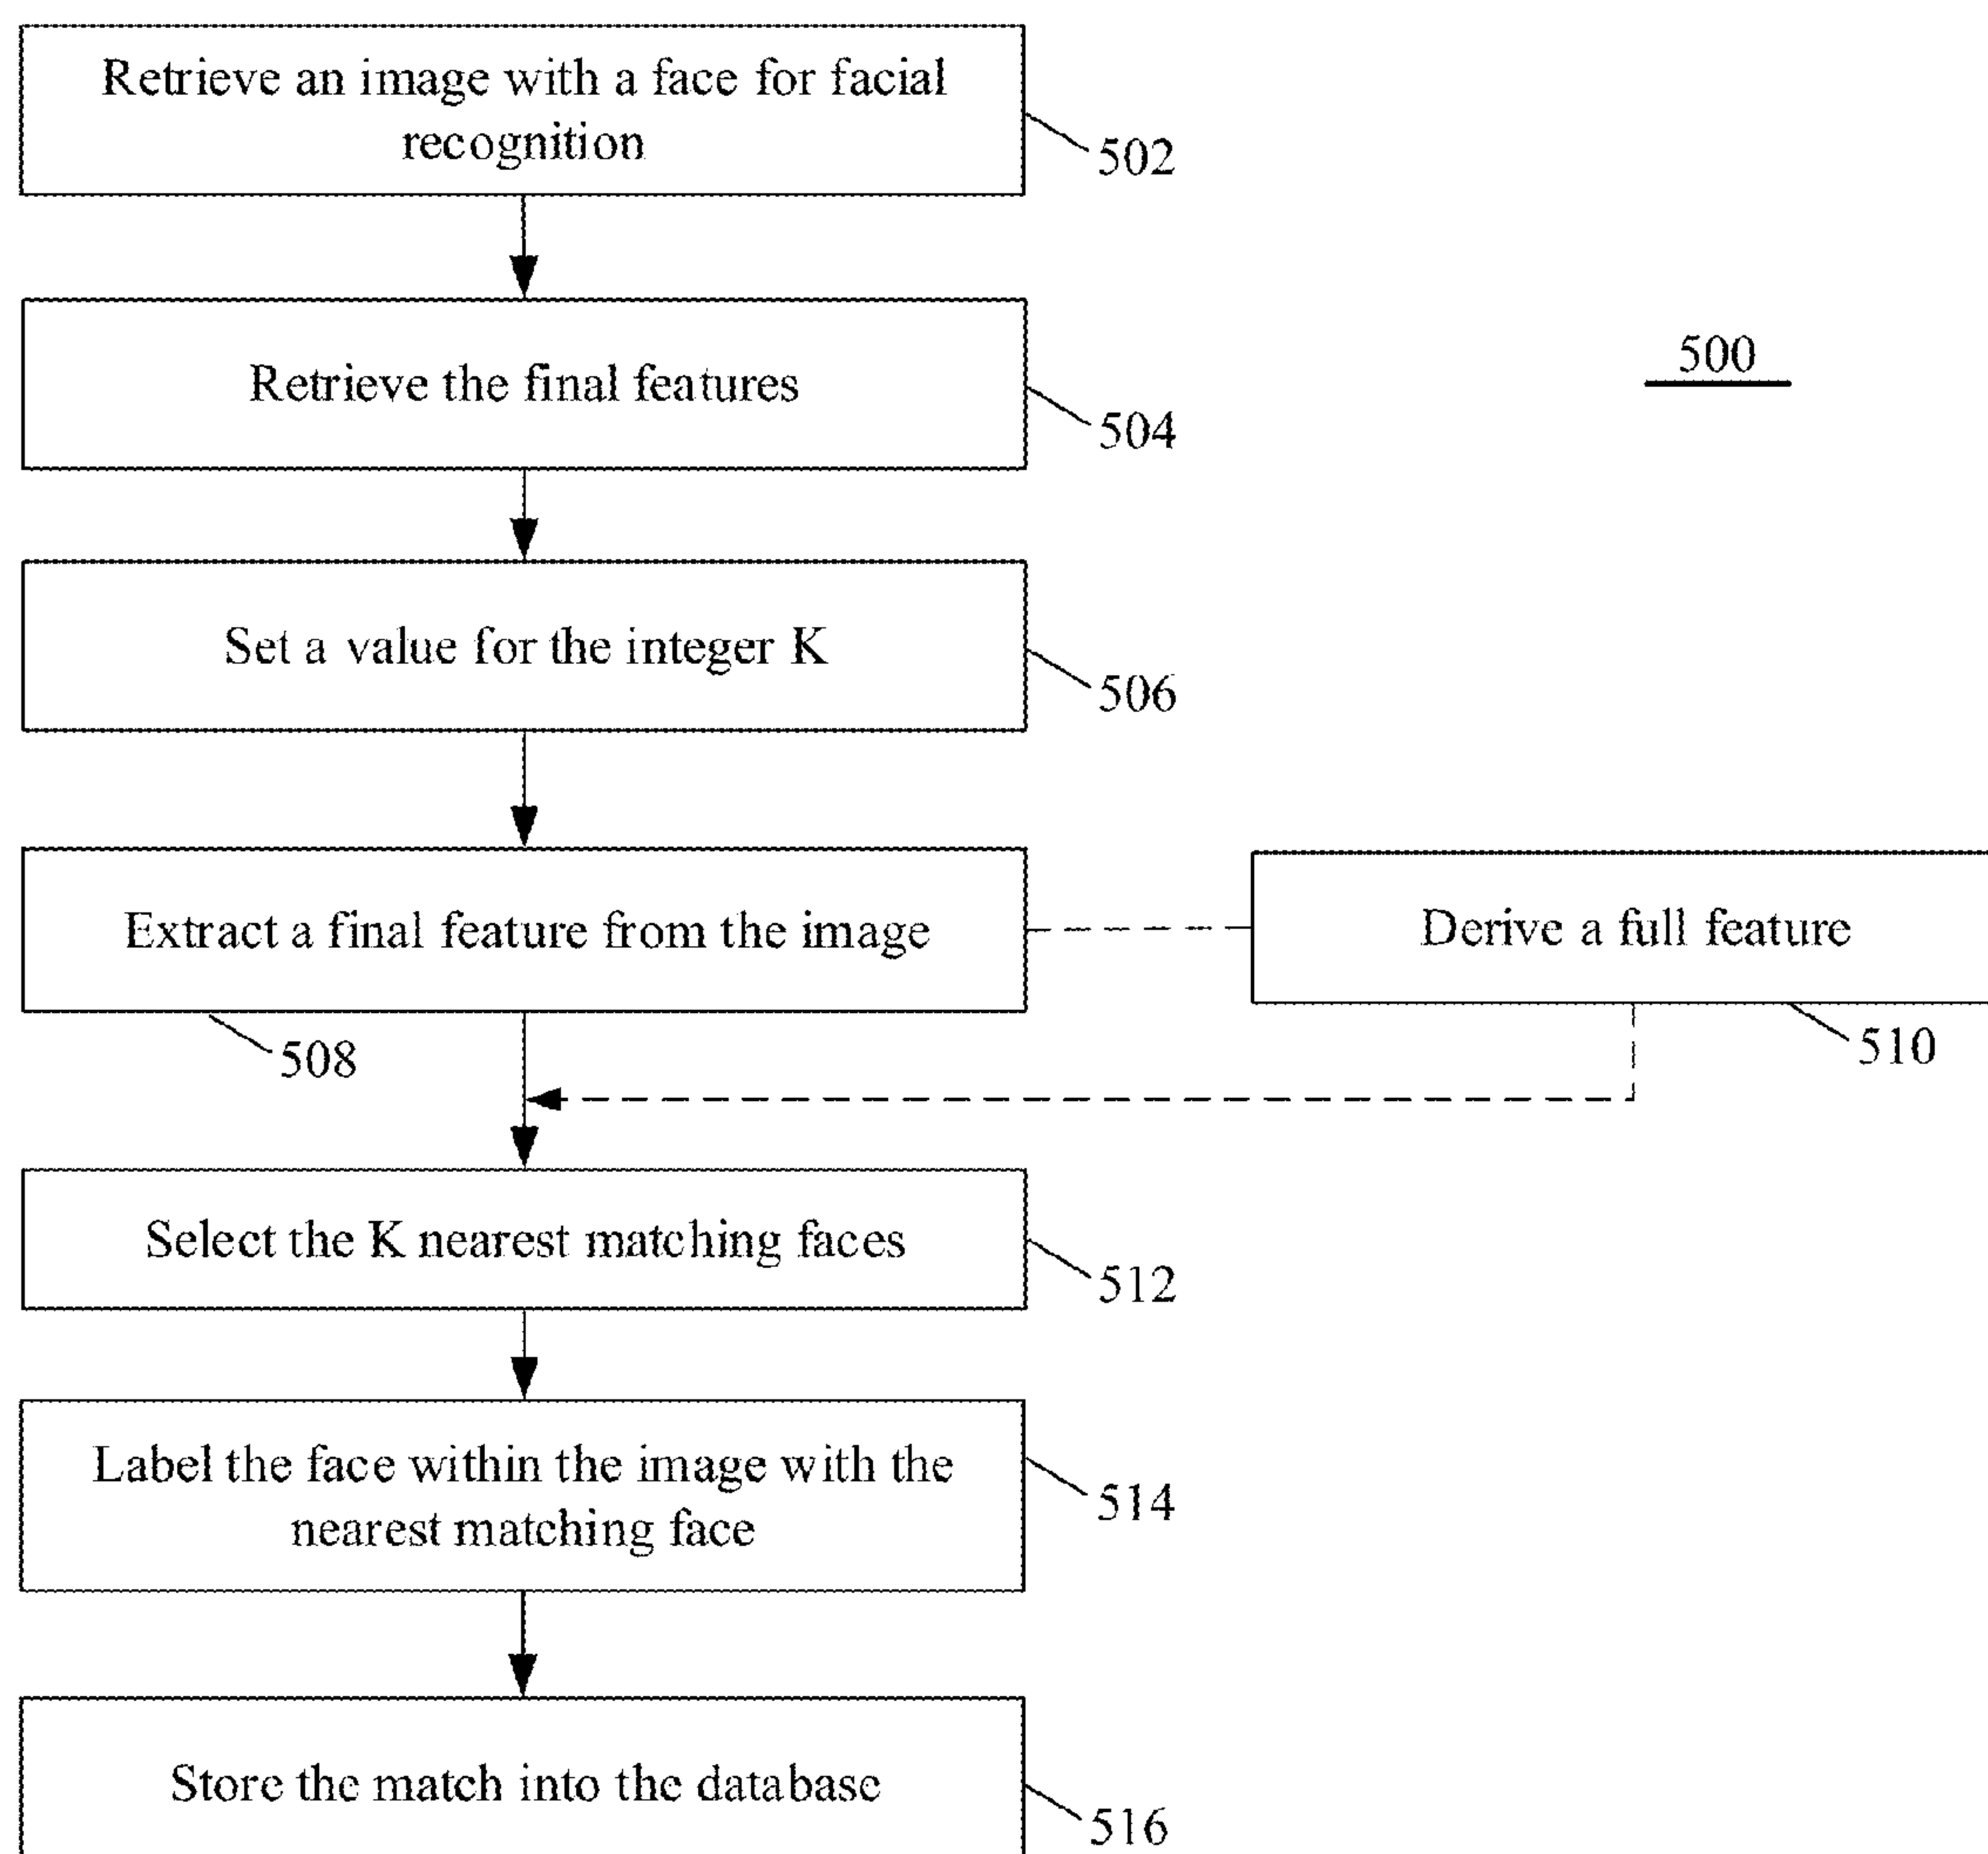 Retrieve an image with a face for facial
recognition
502
Retrieve the final features
504
500
Set a value for the integer K
506
Extract a final feature from the image
508
Derive a full feature
510
Select the K nearest matching faces
512
Label the face within the image with the
nearest matching face
514
Store the match into the database
516